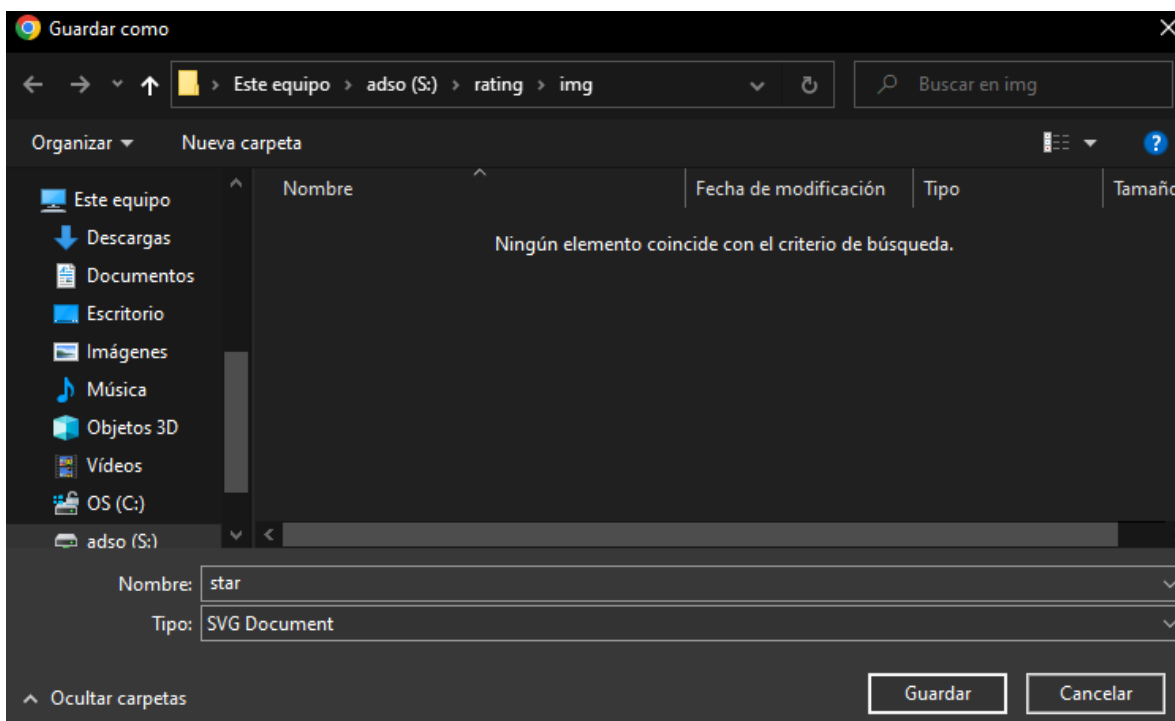 Guardar como
Este equipo > adso (S:) > rating > img
Buscar en img
Organizar
Nueva carpeta
Nombre
Fecha de modificación
Tipo
Tamaño
Ningún elemento coincide con el criterio de búsqueda.
Este equipo
Descargas
Documentos
Escritorio
Imágenes
Música
Objetos 3D
Vídeos
OS (C:)
adso (S:)
Nombre: star
Tipo: SVG Document
Ocultar carpetas
Guardar
Cancelar